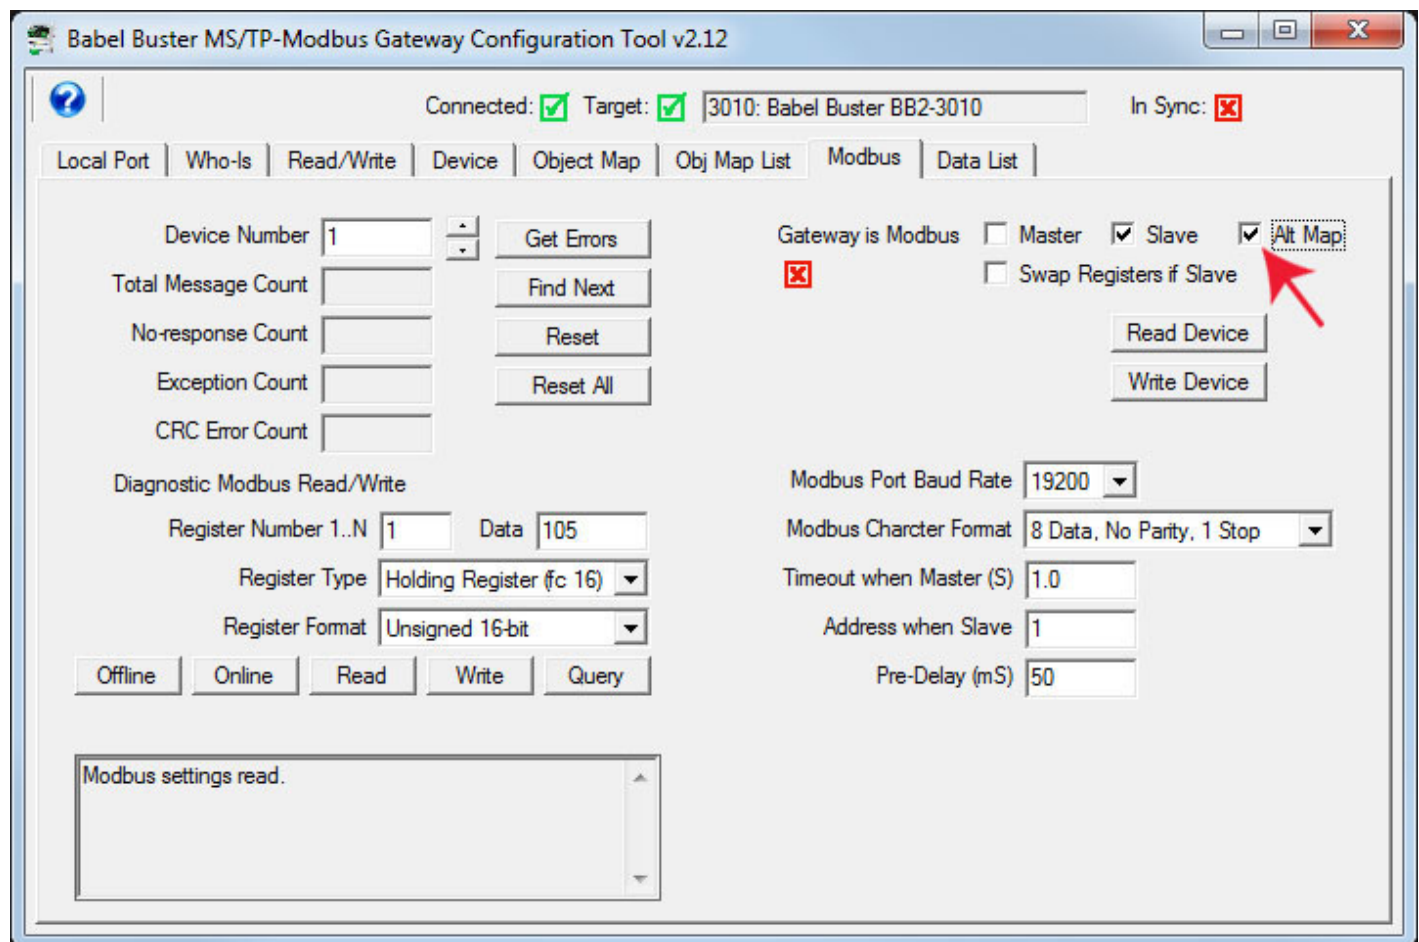 Babel Buster MS/TP-Modbus Gateway Configuration Tool v2.12
Connected: Target: 3010: Babel Buster BB2-3010 In Sync:
Local Port Who-Is Read/Write Device Object Map Obj Map List Modbus Data List
Device Number 1 Get Errors Gateway is Modbus Master Slave Alt Map
Total Message Count Find Next Swap Registers if Slave
No-response Count Reset Read Device
Exception Count Reset All Write Device
CRC Error Count
Diagnostic Modbus Read/Write Modbus Port Baud Rate 19200
Register Number 1..N 1 Data 105 Modbus Charcter Format 8 Data, No Parity, 1 Stop
Register Type Holding Register (fc 16) Timeout when Master (S) 1.0
Register Format Unsigned 16-bit Address when Slave 1
Offline Online Read Write Query Pre-Delay (mS) 50
Modbus settings read.